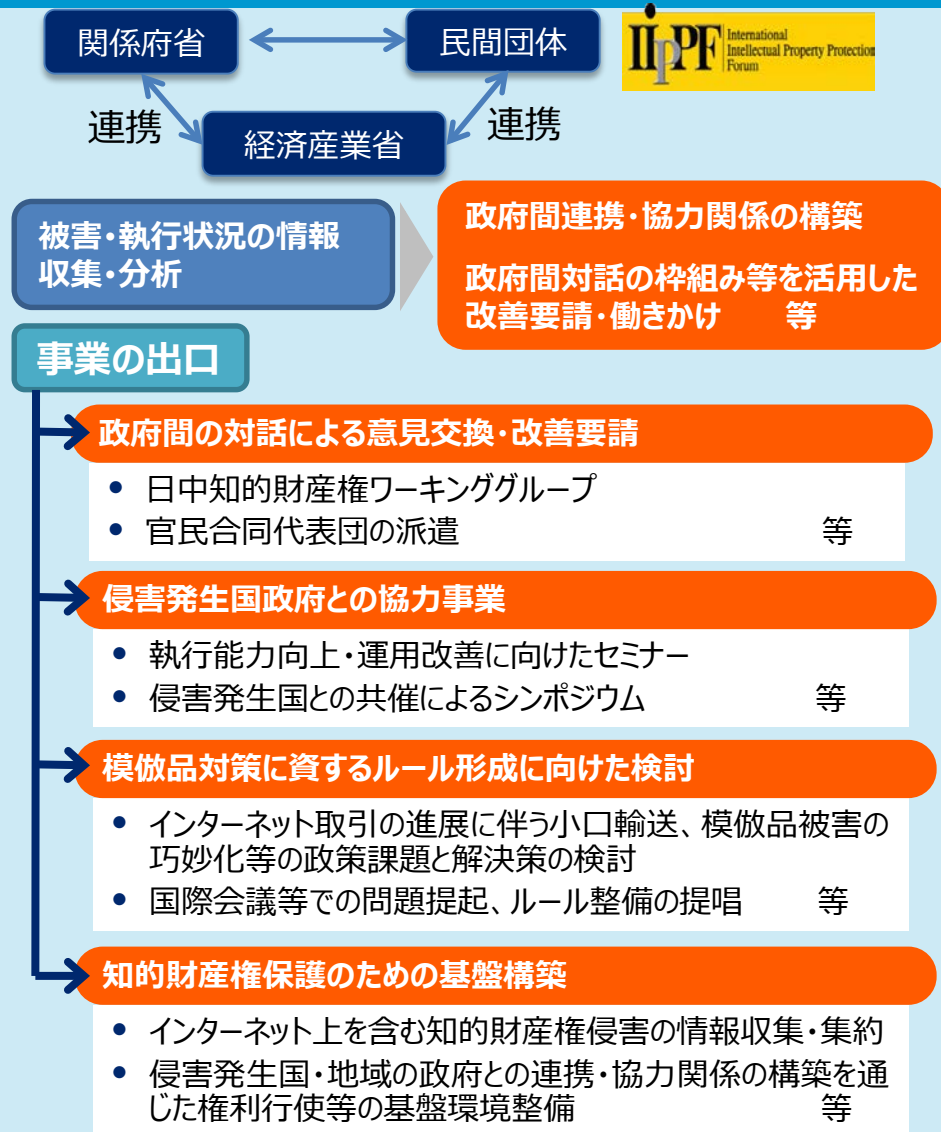 関係府省
民間団体
IIpPF
International
Intellectual Property Protection
Forum
連携
連携
経済産業省
被害・執行状況の情報
収集・分析
政府間連携・協力関係の構築
政府間対話の枠組み等を活用した
改善要請・働きかけ 等
事業の出口
政府間の対話による意見交換・改善要請
• 日中知的財産権ワーキンググループ
• 官民合同代表団の派遣 等
侵害発生国政府との協力事業
• 執行能力向上・運用改善に向けたセミナー
• 侵害発生国との共催によるシンポジウム 等
模倣品対策に資するルール形成に向けた検討
• インターネット取引の進展に伴う小口輸送、模倣品被害の
巧妙化等の政策課題と解決策の検討
• 国際会議等での問題提起、ルール整備の提唱 等
知的財産権保護のための基盤構築
• インターネット上を含む知的財産権侵害の情報収集・集約
• 侵害発生国・地域の政府との連携・協力関係の構築を通
じた権利行使等の基盤環境整備 等